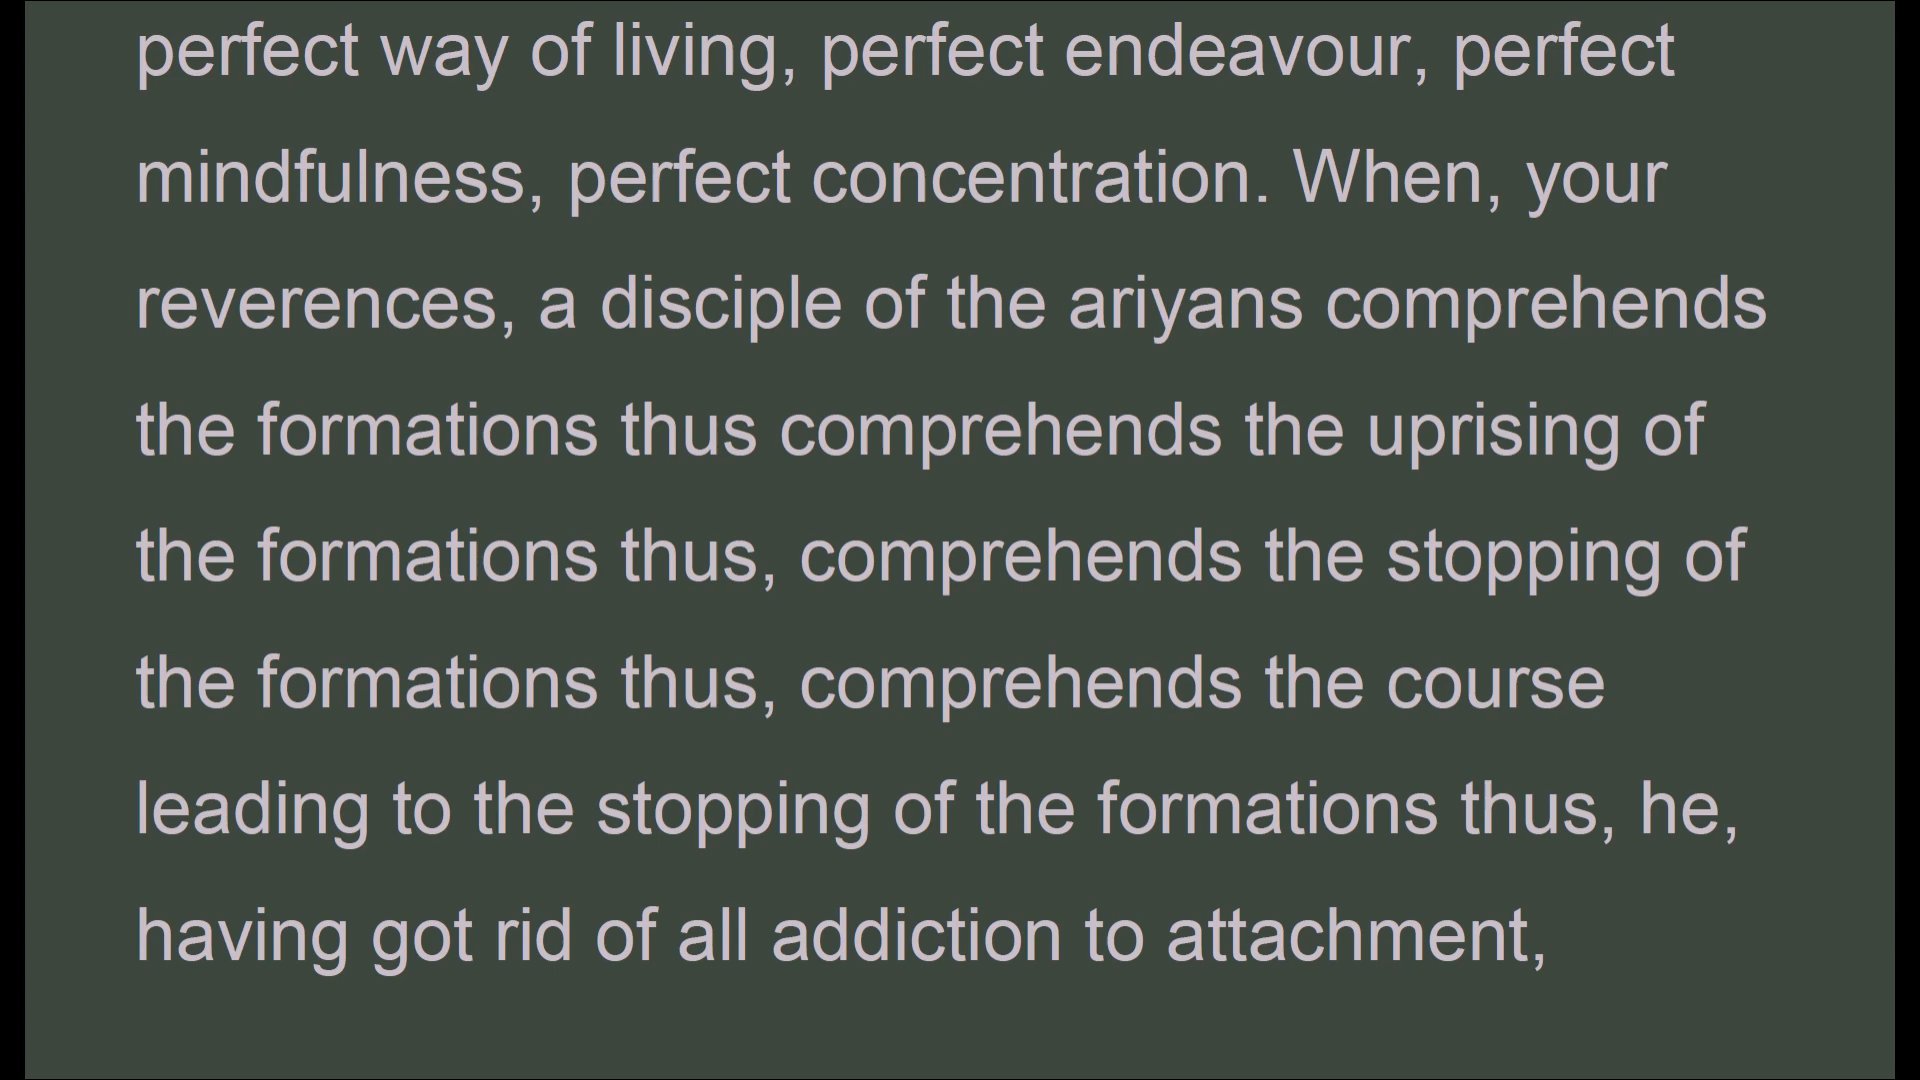 perfect way of living, perfect endeavour, perfect
mindfulness, perfect concentration. When, your
reverences, a disciple of the ariyans comprehends
the formations thus comprehends the uprising of
the formations thus, comprehends the stopping of
the formations thus, comprehends the course
leading to the stopping of the formations thus, he,
having got rid of all addiction to attachment,